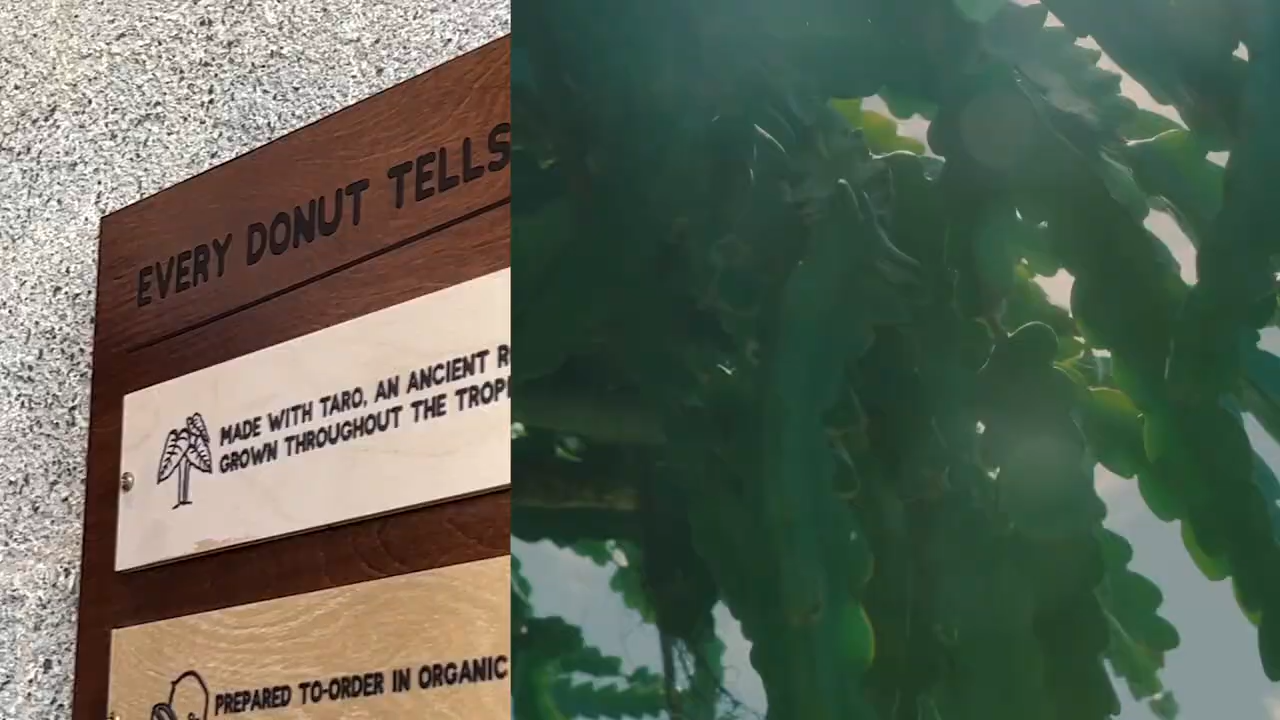 EVERY DONUT TELLS
MADE WITH TARO, AN ANCIENT
GROWN THROUGHOUT THE
PREPARED TO-ORDER IN ORGANIC